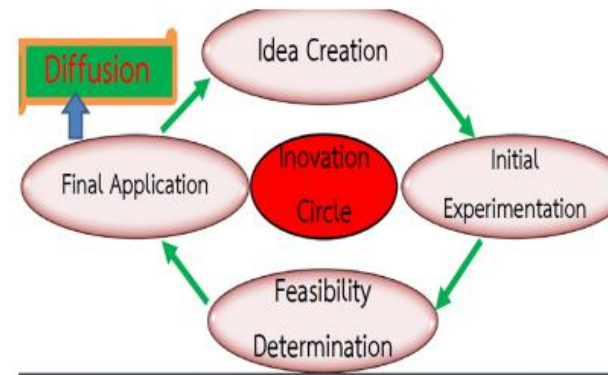 Diffusion
Idea Creation
Final Application
Inovation
Circle
Initial
Experimentation
Feasibility
Determination